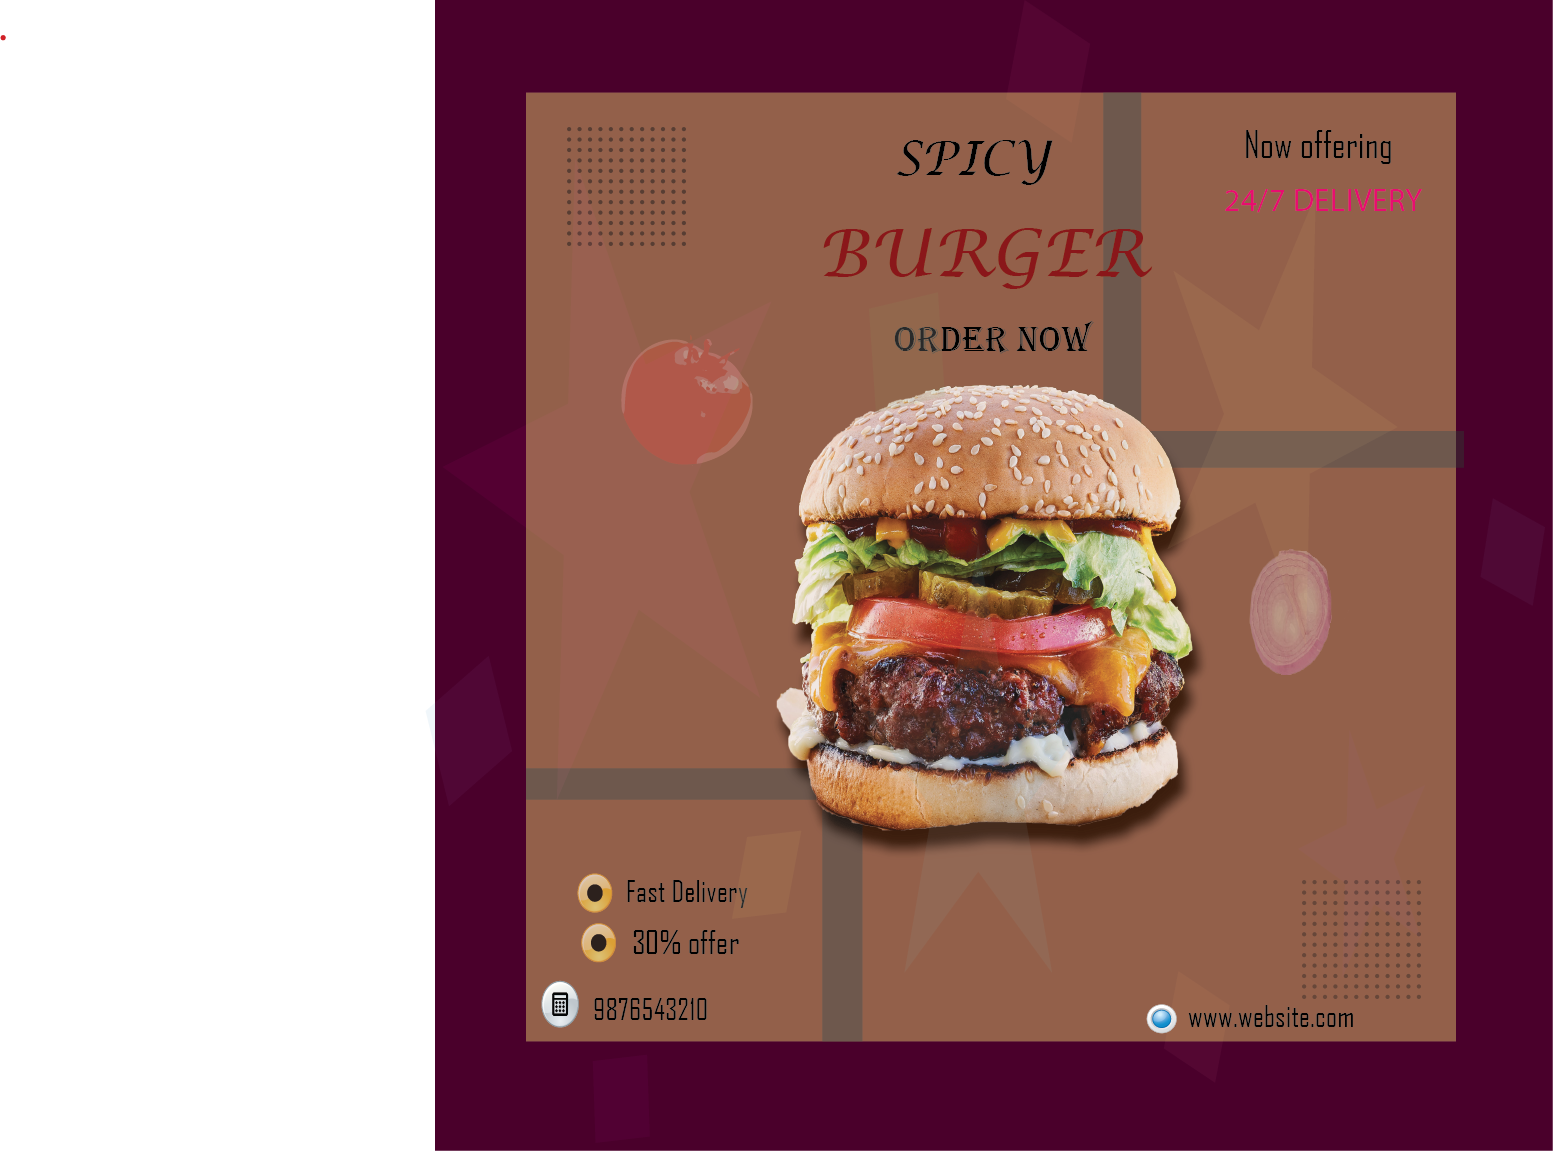 SPICY
BURGER
ORDER NOW
Now offering
24/7 DELIVERY
Fast Delivery
30% offer
9876543210
www.website.com